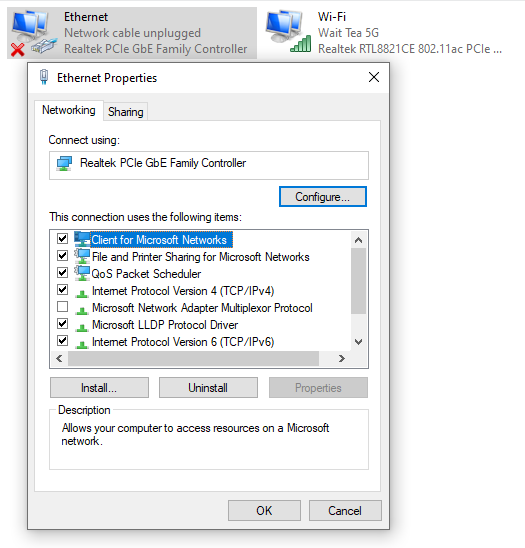 Ethernet
Network cable unplugged
Realtek PCIe GbE Family Controller
Wi-Fi
Wait Tea 5G
Realtek RTL8821CE 802.11ac PCIe ...
Ethernet Properties
Networking
Sharing
Connect using:
Realtek PCIe GbE Family Controller
Configure...
This connection uses the following items:
Client for Microsoft Networks
File and Printer Sharing for Microsoft Networks
QoS Packet Scheduler
Internet Protocol Version 4 (TCP/IPv4)
Microsoft Network Adapter Multiplexor Protocol
Microsoft LLDP Protocol Driver
Internet Protocol Version 6 (TCP/IPv6)
Install...
Uninstall
Properties
Description
Allows your computer to access resources on a Microsoft
network.
OK
Cancel